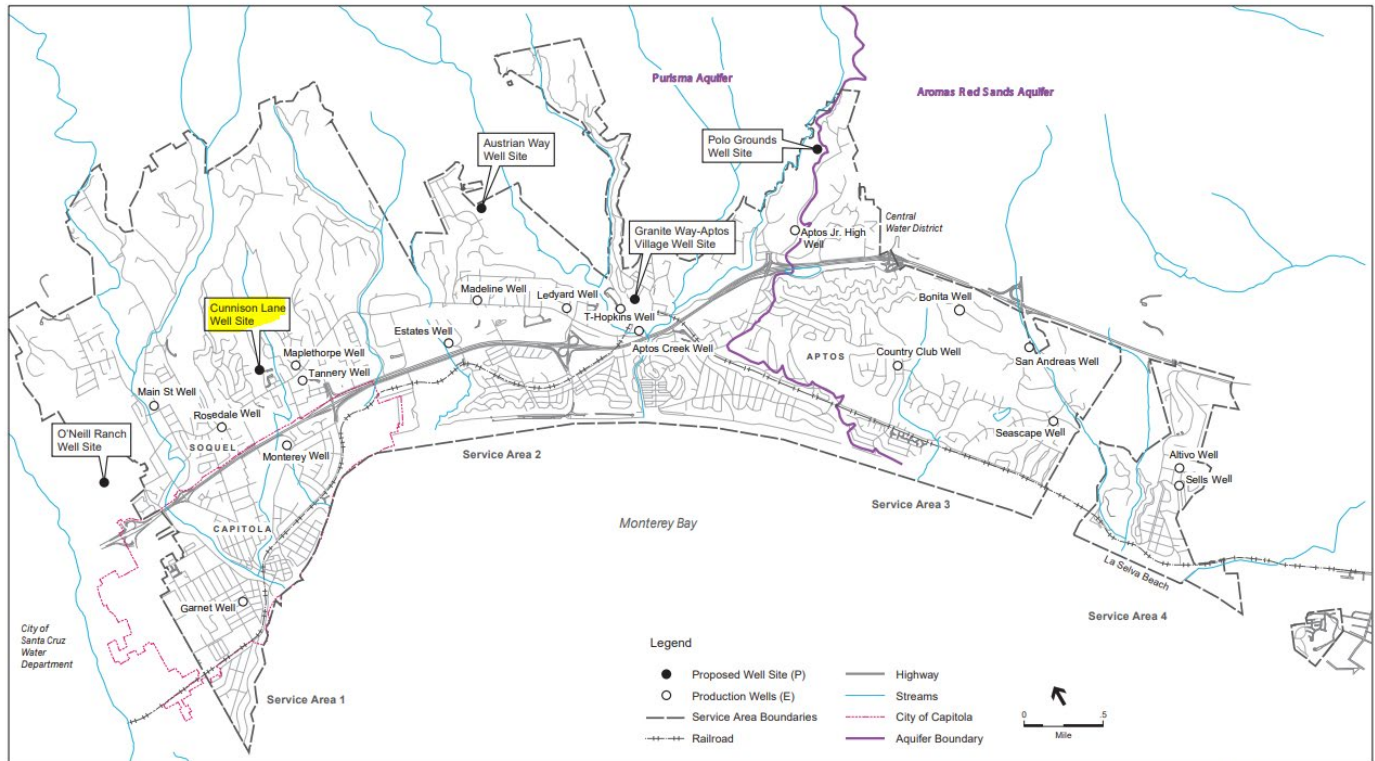 Purisma Aquifer
Aromas Red Sands Aquifer
Austrian Way
Well Site
Polo Grounds
Well Site
Granite Way-Aptos
Village Well Site
Central
Water District
Aptos Jr. High
Well
Cunnison Lane
Well Site
Madeline Well
Ledyard Well
T-Hopkins Well
Bonita Well
Estates Well
Aptos Creek Well
APTOS
Country Club Well
San Andreas Well
Maplethorpe Well
Tannery Well
Main St Well
Rosedale Well
SOQUEL
Monterey Well
O'Neill Ranch
Well Site
Seascape Well
Service Area 2
Altivo Well
Sells Well
Service Area 3
Monterey Bay
CAPITOLA
La Selva Beach
Garnet Well
Service Area 4
City of
Santa Cruz
Water
Department
Service Area 1
Legend
Proposed Well Site (P)
Production Wells (E)
Service Area Boundaries
Railroad
Highway
Streams
City of Capitola
Aquifer Boundary
0 .5
Mile